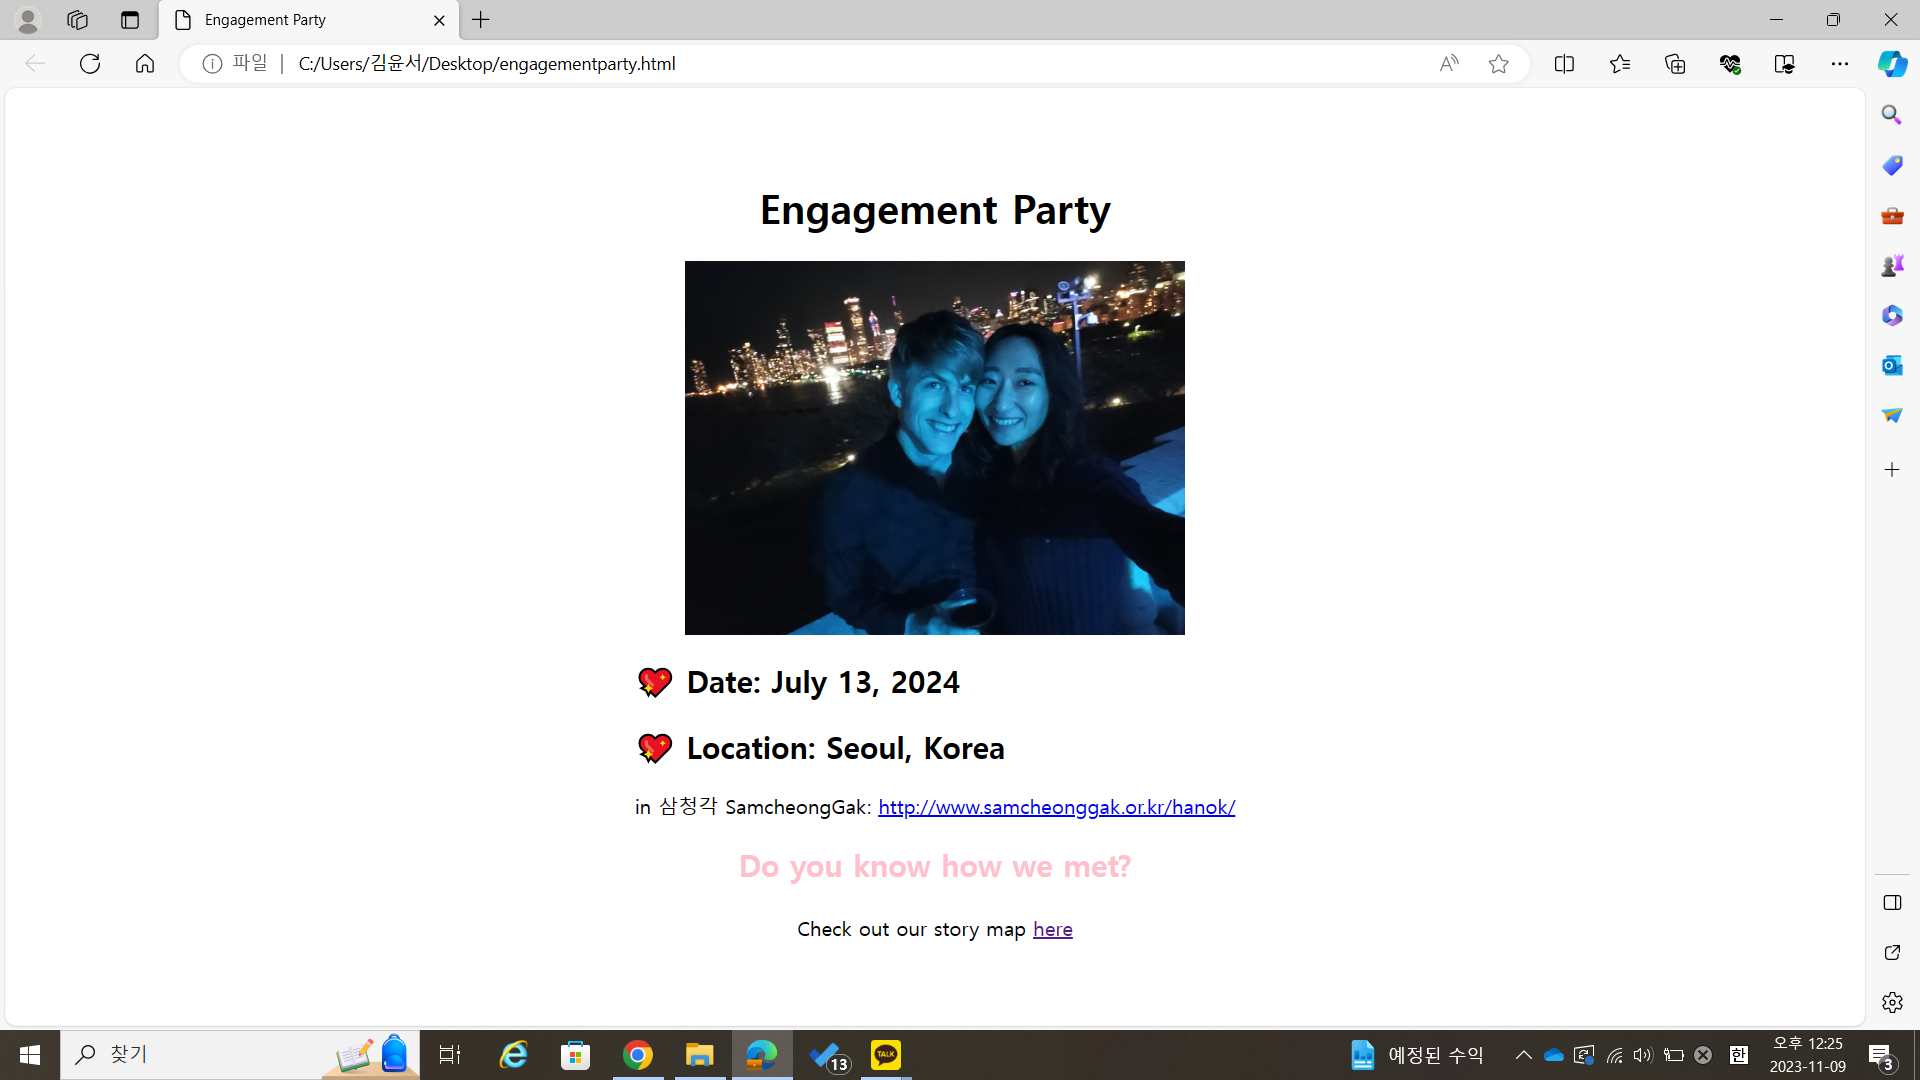 Engagement Party
파일 | C:/Users/김윤서/Desktop/engagementparty.html
Engagement Party
Date: July 13, 2024
Location: Seoul, Korea
in 삼청각 SamcheongGak: http://www.samcheonggak.or.kr/hanok/
Do you know how we met?
Check out our story map here
찾기
13
TALK
예정된 수익
한
오후 12:25
2023-11-09
3